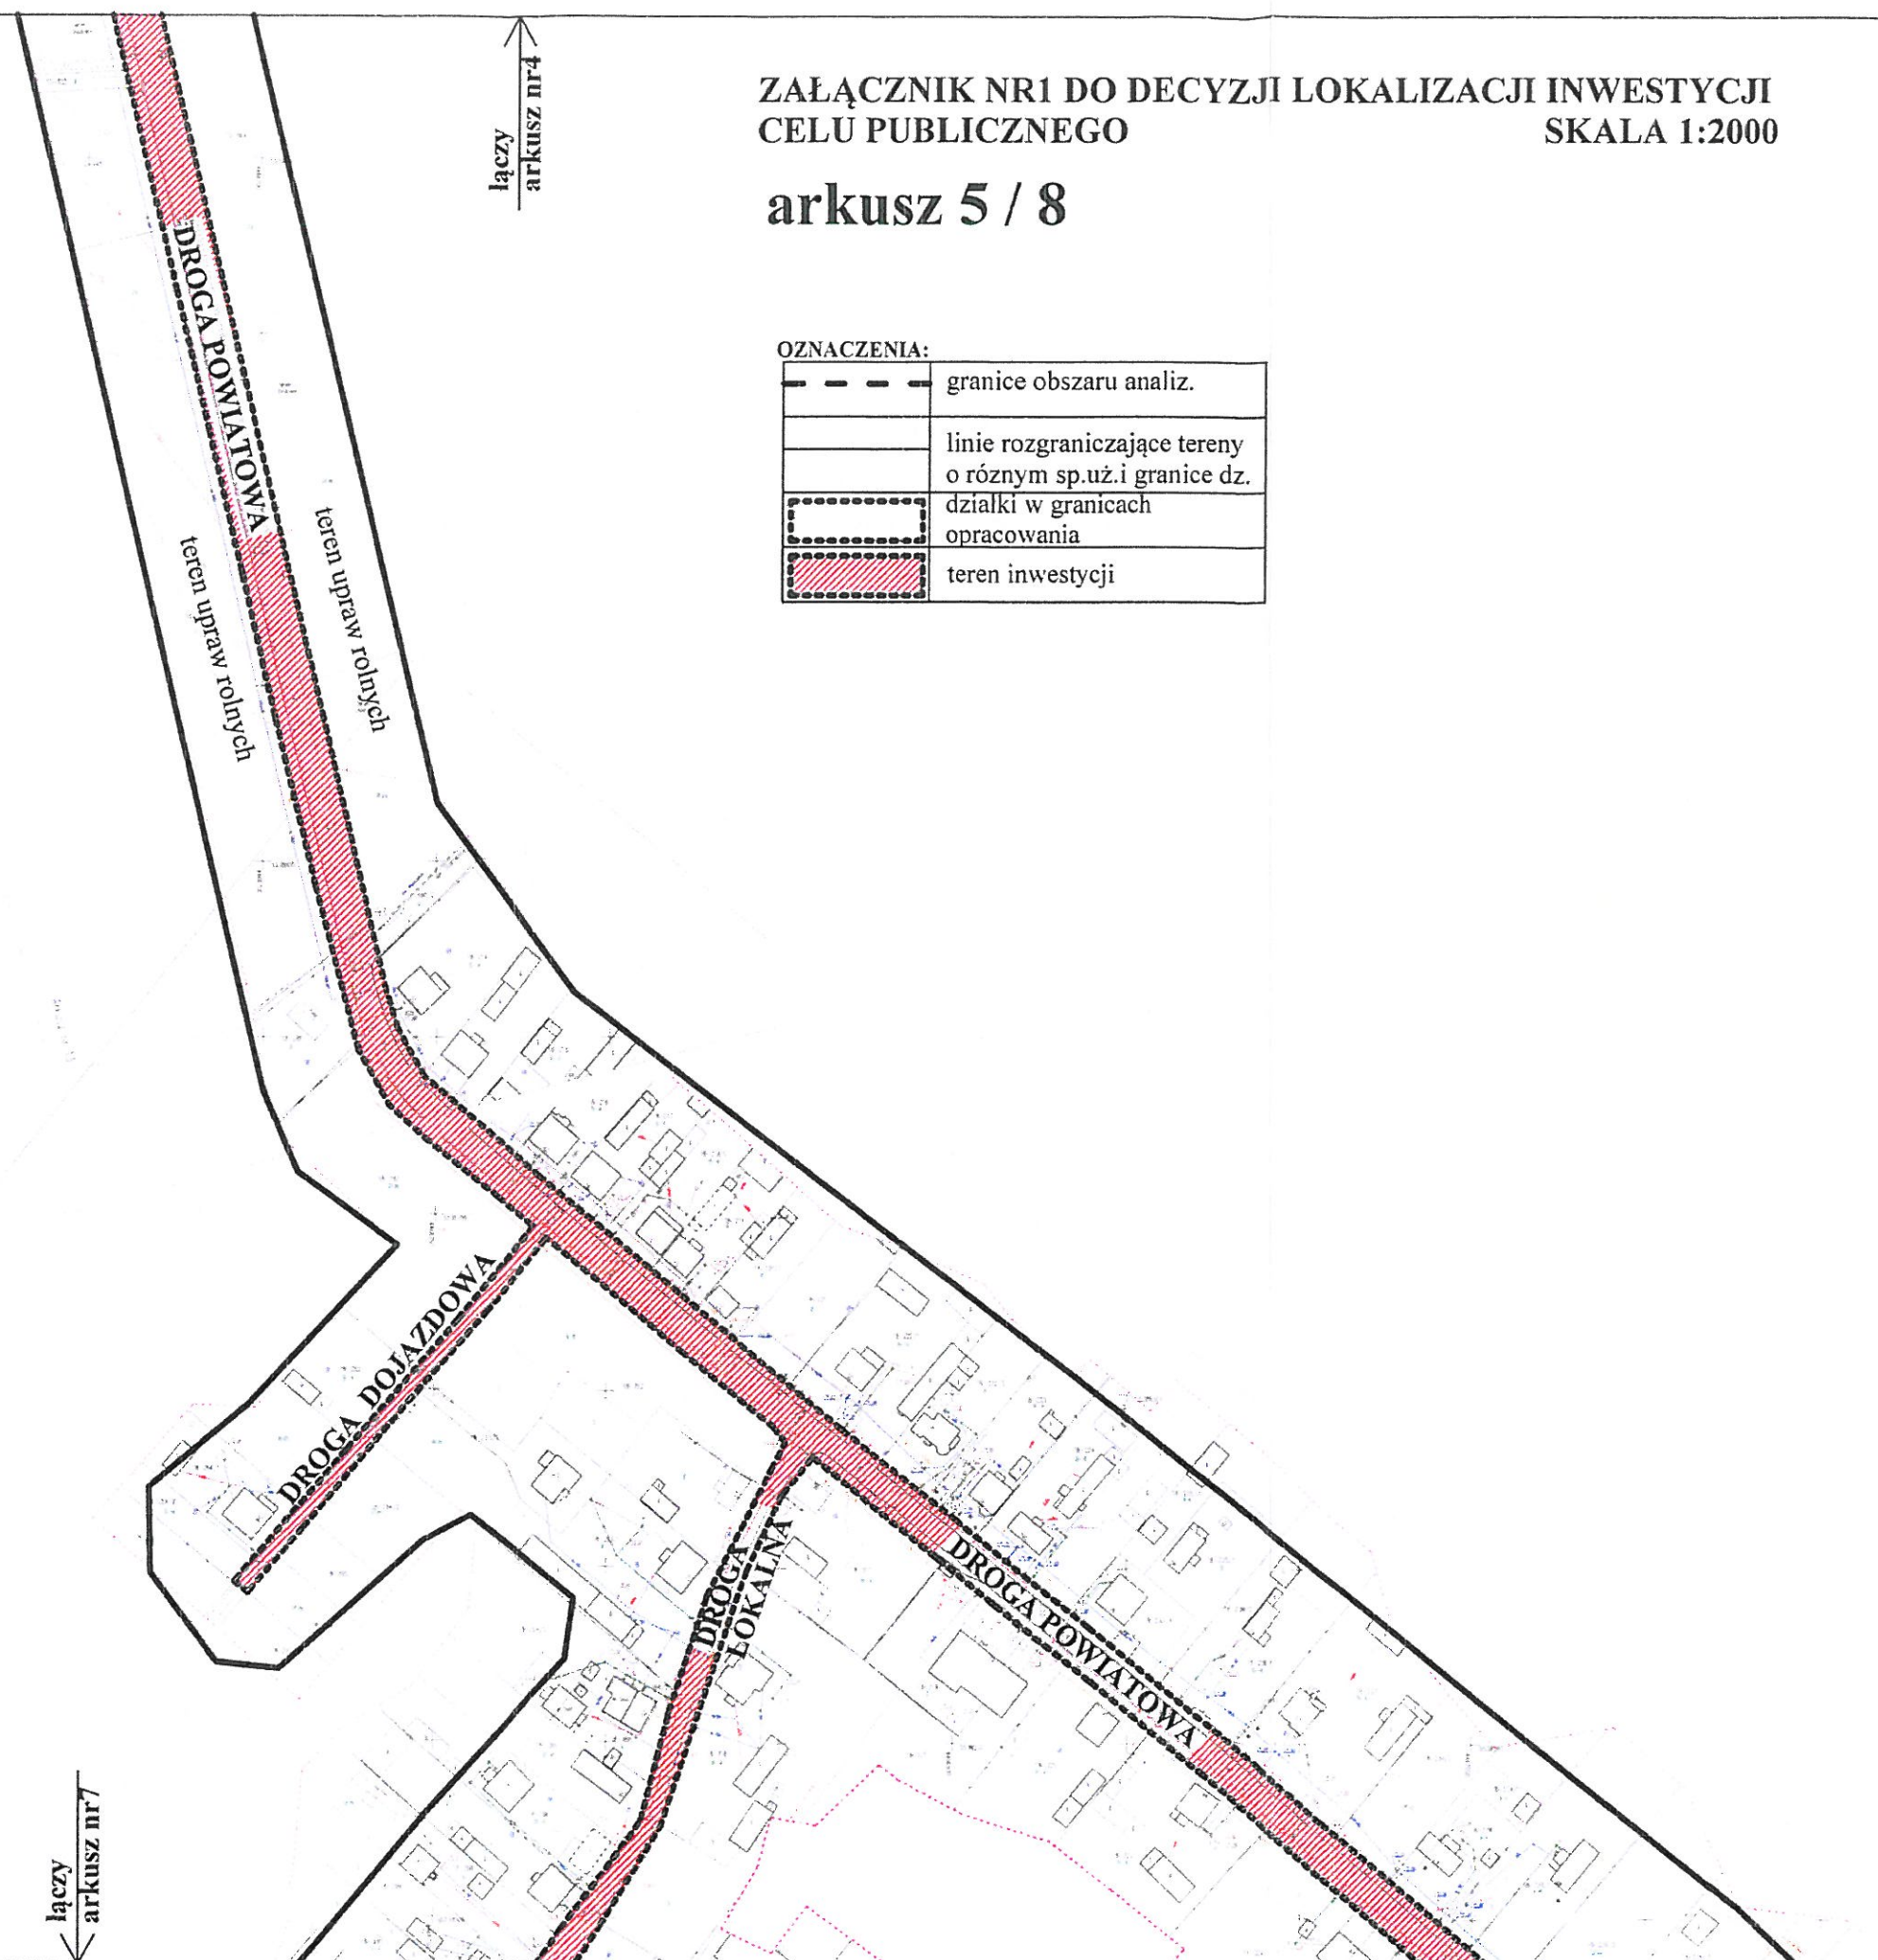 łączy
arkusz nr4
ZAŁĄCZNIK NR1 DO DECYZJI LOKALIZACJI INWESTYCJI
CELU PUBLICZNEGO SKALA 1:2000
arkusz 5 / 8
OZNACZENIA:
granice obszaru analiz.
linie rozgraniczające tereny
o róznym sp.uż.i granice dz.
dzialki w granicach
opracowania
teren inwestycji
DROGA POWIATOWA
teren upraw rolnych
teren upraw rolnych
DROGA DOJAZDOWA
DROGA
LOKALNA
DROGA POWIATOWA
łączy
arkusz nr7